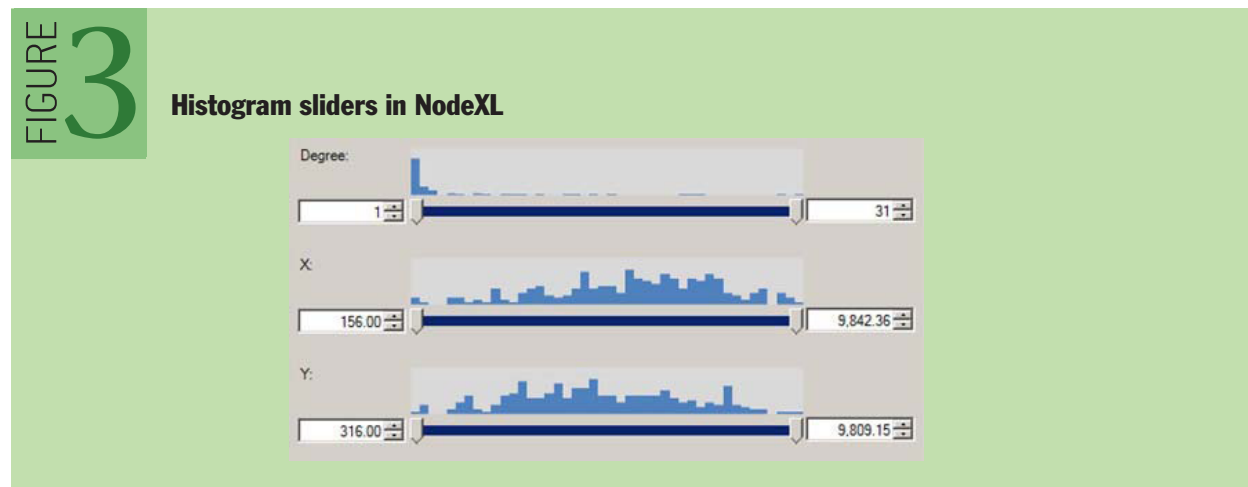 FIGURE 3
Histogram sliders in NodeXL
Degree:
1 31
X:
156.00 9,842.36
Y:
316.00 9,809.15